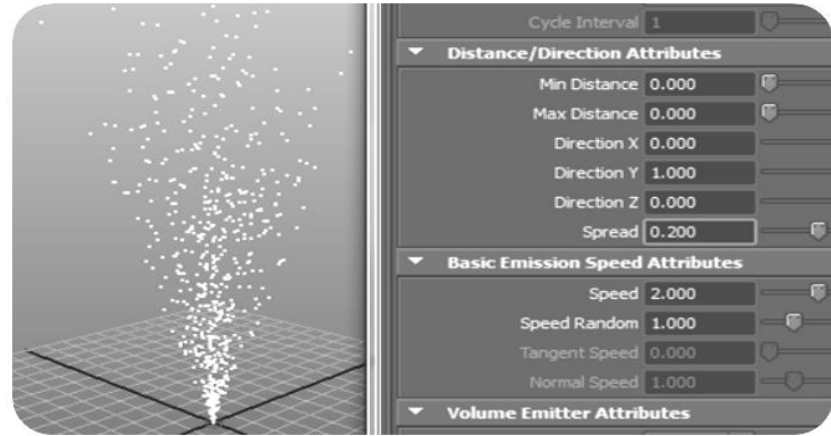 Cycle Interval 1
Distance/Direction Attributes
Min Distance 0.000
Max Distance 0.000
Direction X 0.000
Direction Y 1.000
Direction Z 0.000
Spread 0.200
Basic Emission Speed Attributes
Speed 2.000
Speed Random 1.000
Tangent Speed 0.000
Normal Speed 1.000
Volume Emitter Attributes